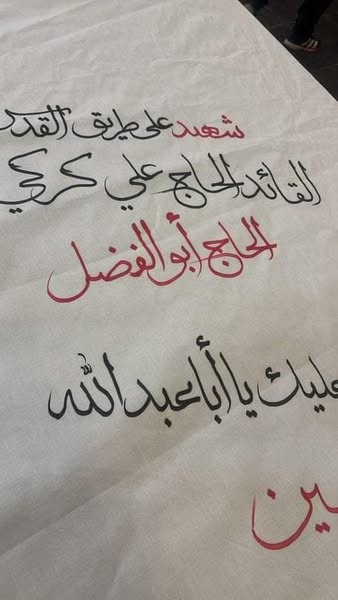 شهيد على طريق القدس
القائد الحاج علي كركي
الحاج أبو الفضل
عليك يا أبا عبد الله